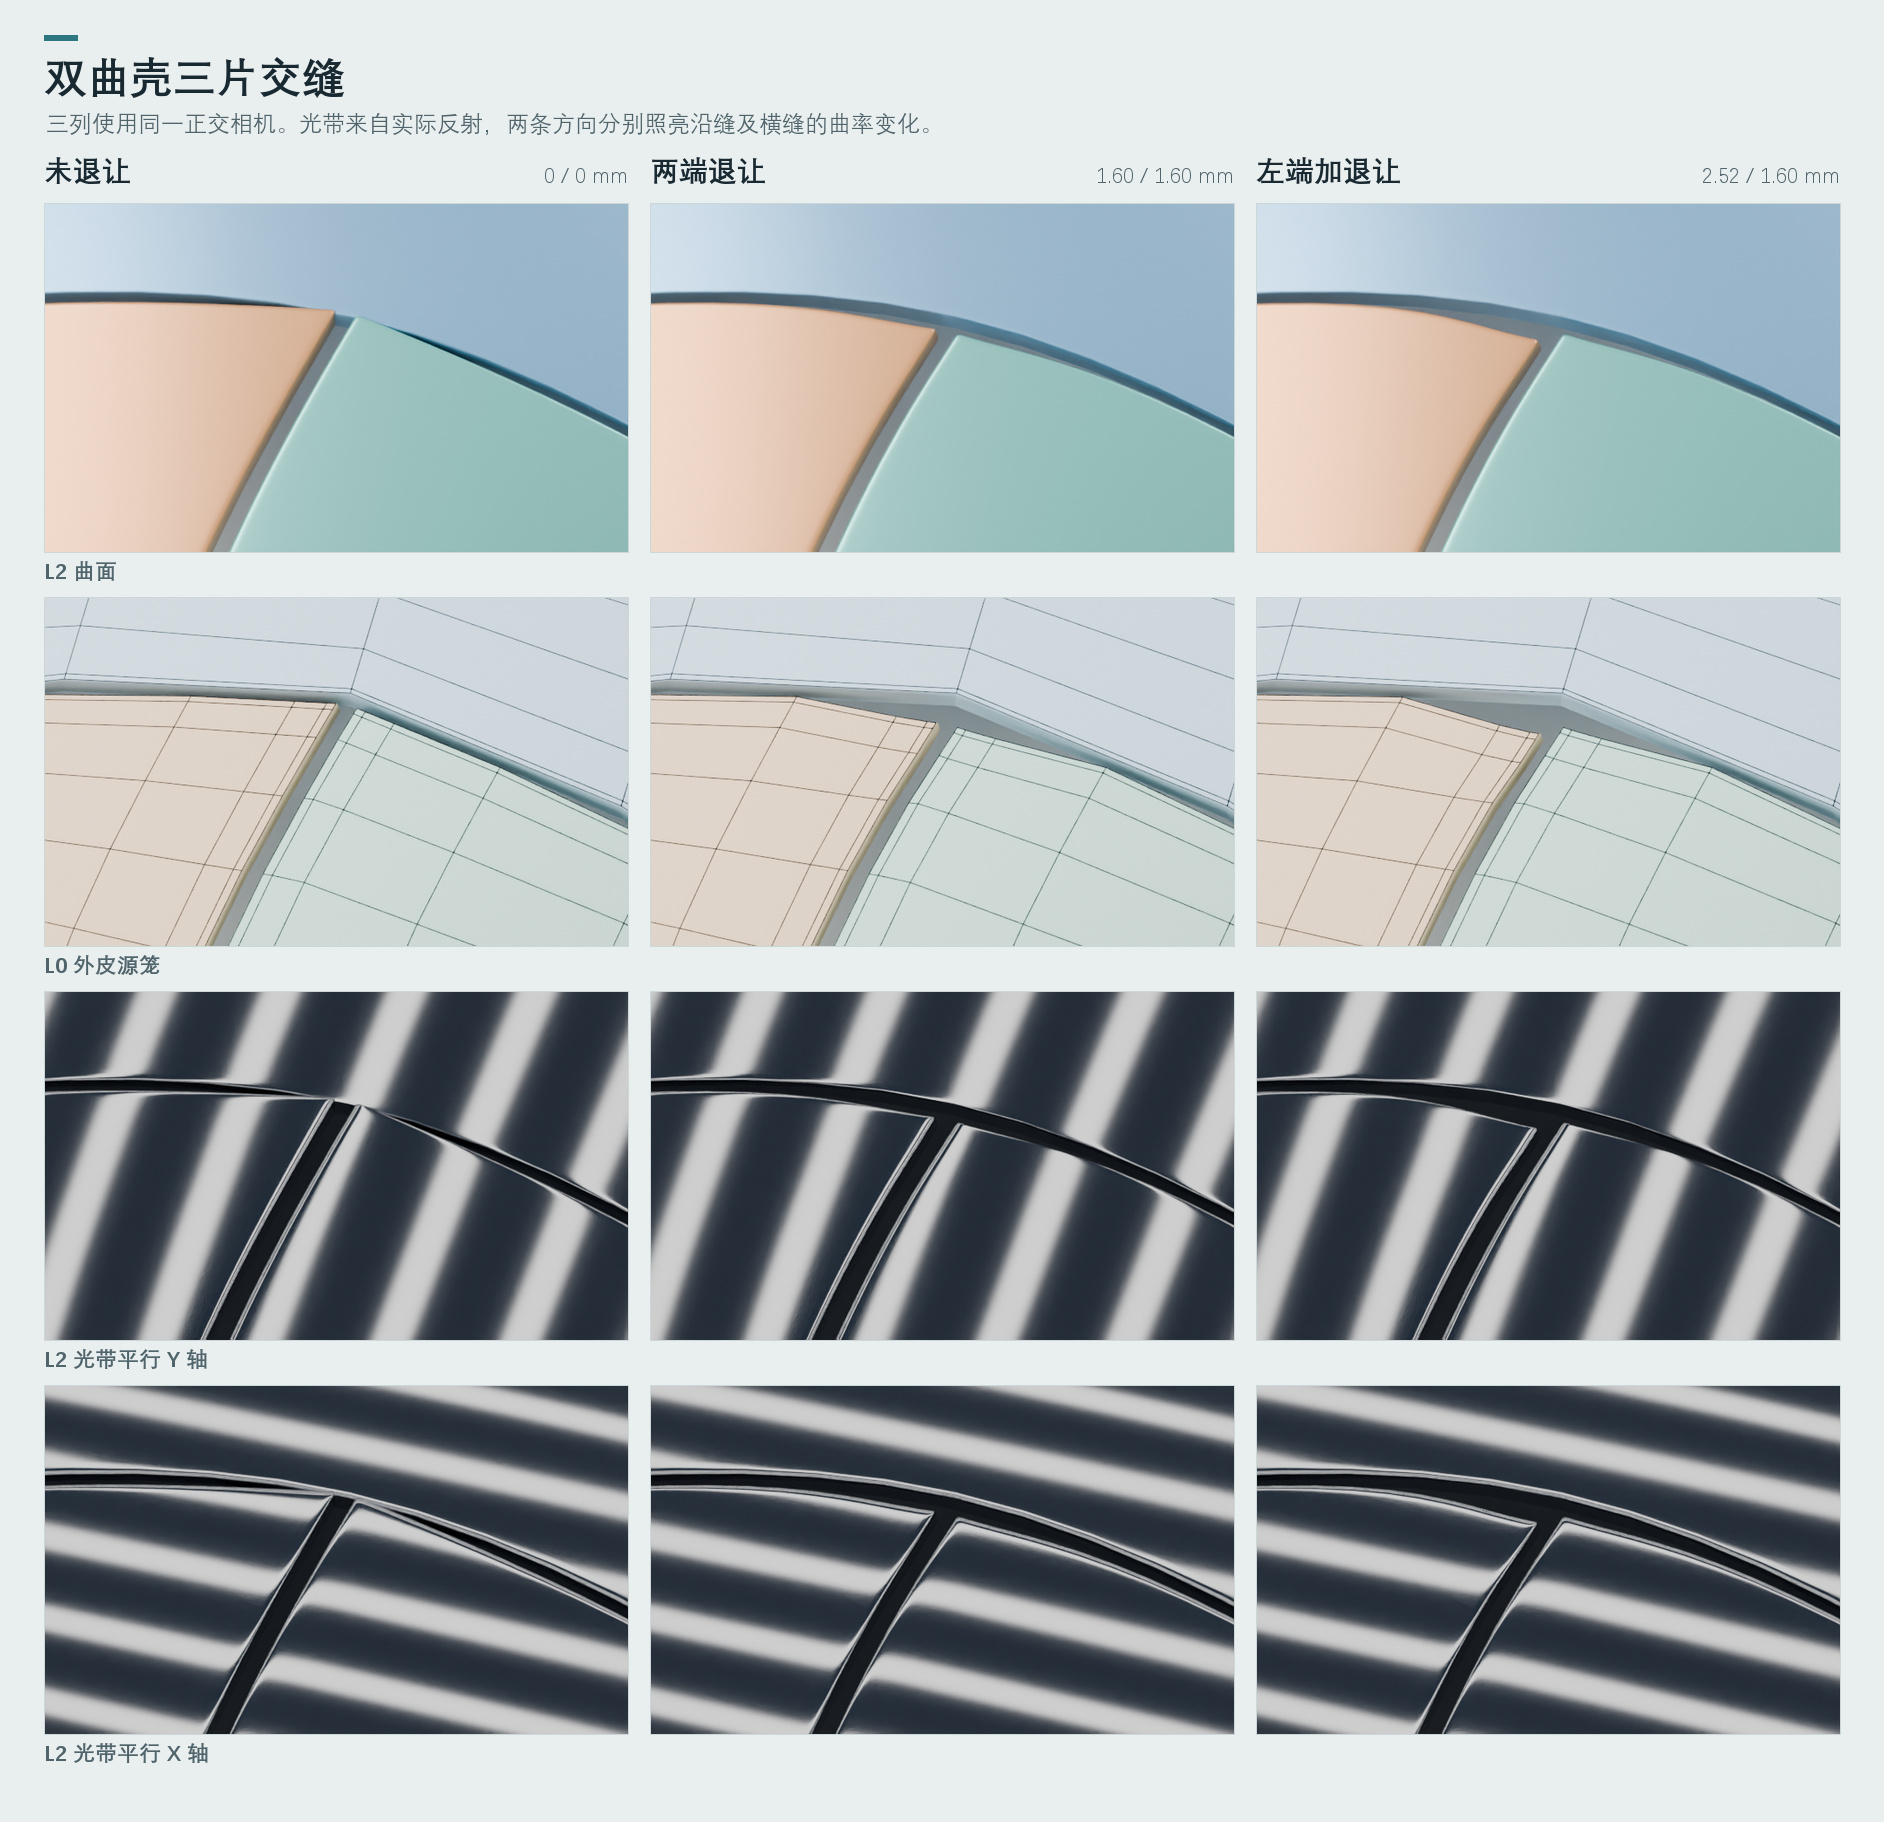 双曲壳三片交缝
三列使用同一正交相机。光带来自实际反射，两条方向分别照亮沿缝及横缝的曲率变化。
未退让 0 / 0 mm
两端退让 1.60 / 1.60 mm
左端加退让 2.52 / 1.60 mm
L2 曲面
L0 外皮源笼
L2 光带平行 Y 轴
L2 光带平行 X 轴